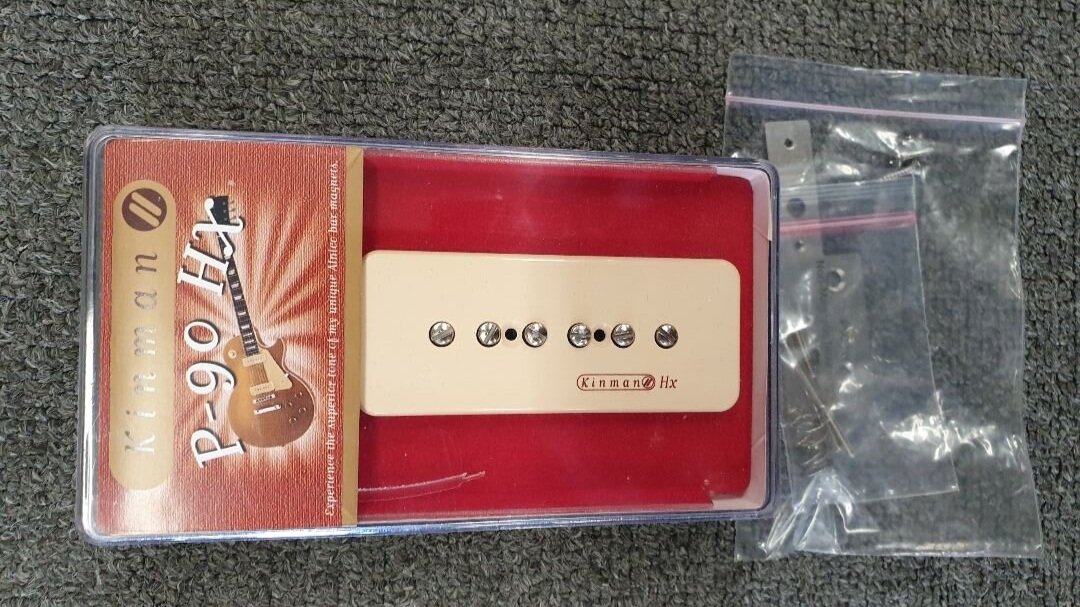 Kinman
P-90 Hx
Experience the superior tone of my unique Alnico bar magnets.
Kinman Hx